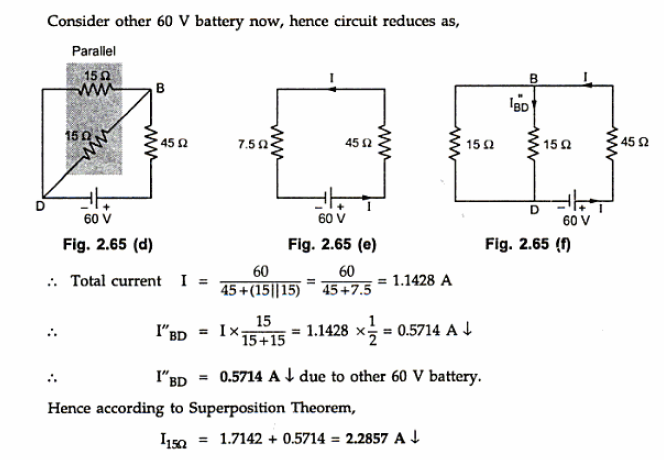 Consider other 60 V battery now, hence circuit reduces as,
Parallel
15 Ω
B
15 Ω
45 Ω
D
− +
60 V
Fig. 2.65 (d)
I
7.5 Ω
45 Ω
− +
I
60 V
Fig. 2.65 (e)
B
I
I"BD
15 Ω
15 Ω
45 Ω
D
− +
I
60 V
Fig. 2.65 (f)
∴ Total current I = 60 / 45+(15||15) = 60 / 45+7.5 = 1.1428 A
∴ I″BD = I × 15 / 15+15 = 1.1428 × 1/2 = 0.5714 A ↓
∴ I″BD = 0.5714 A ↓ due to other 60 V battery.
Hence according to Superposition Theorem,
I15Ω = 1.7142 + 0.5714 = 2.2857 A ↓